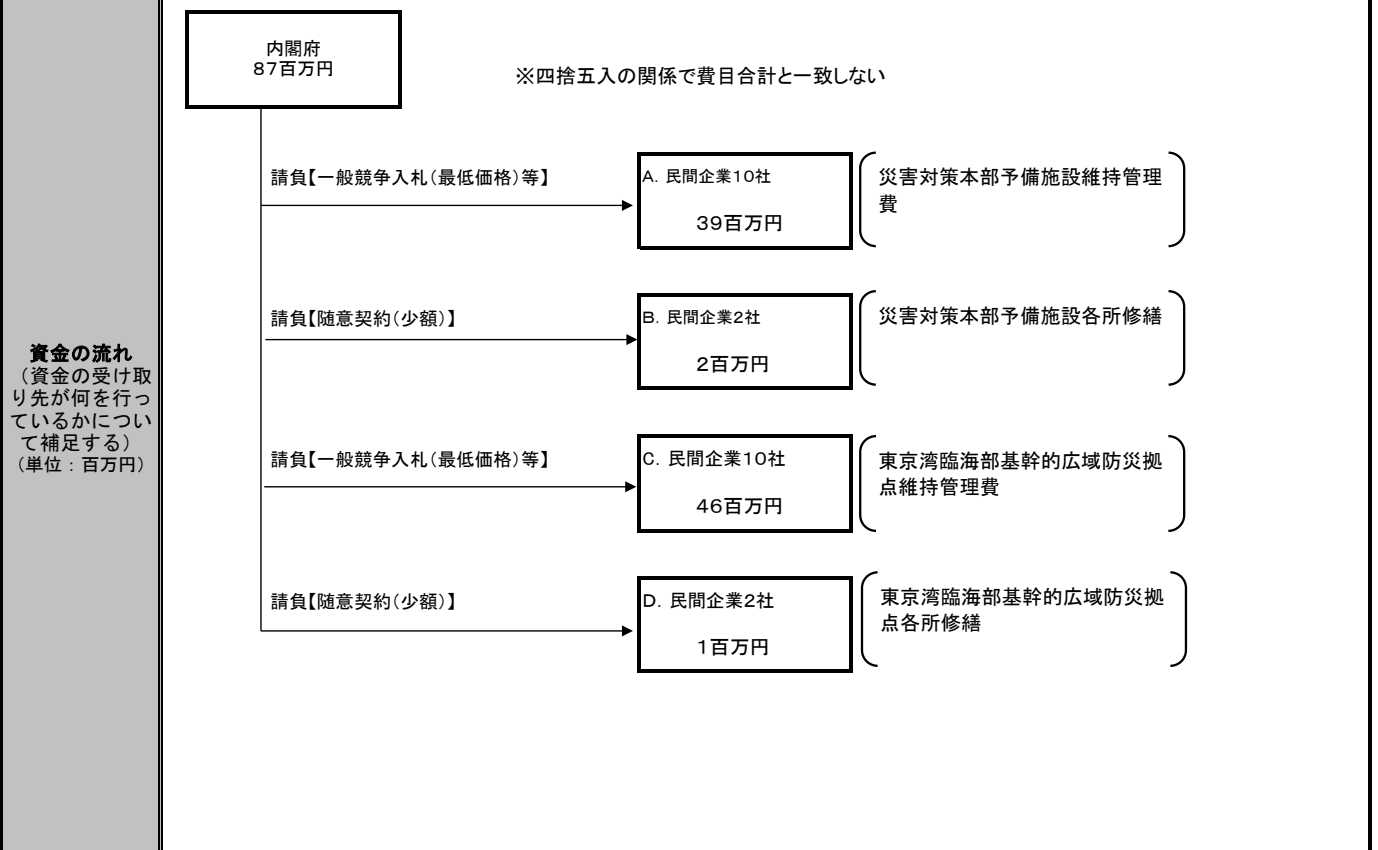 資金の流れ
（資金の受け取
り先が何を行っ
ているかについ
て補足する）
（単位：百万円）
内閣府
87百万円
※四捨五入の関係で費目合計と一致しない
請負【一般競争入札（最低価格）等】
A．民間企業10社
39百万円
災害対策本部予備施設維持管理
費
請負【随意契約（少額）】
B．民間企業2社
2百万円
災害対策本部予備施設各所修繕
請負【一般競争入札（最低価格）等】
C．民間企業10社
46百万円
東京湾臨海部基幹的広域防災拠
点維持管理費
請負【随意契約（少額）】
D．民間企業2社
1百万円
東京湾臨海部基幹的広域防災拠
点各所修繕